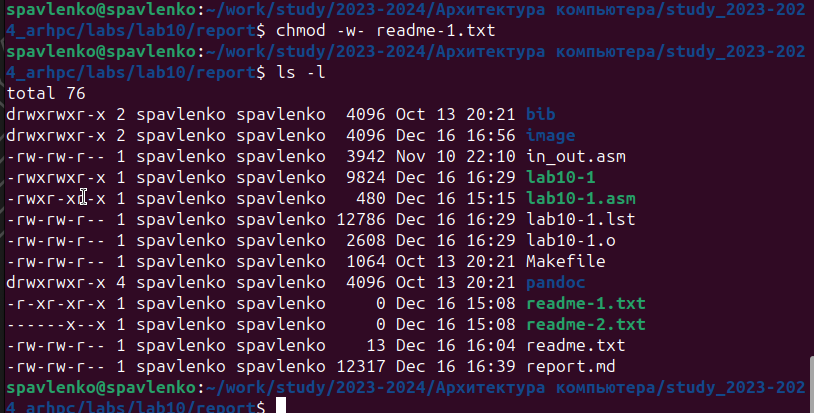 spavlenko@spavlenko:~/work/study/2023-2024/Архитектура компьютера/study_2023-202
4_arhpc/labs/lab10/report$ chmod -w- readme-1.txt
spavlenko@spavlenko:~/work/study/2023-2024/Архитектура компьютера/study_2023-202
4_arhpc/labs/lab10/report$ ls -l
total 76
drwxrwxr-x 2 spavlenko spavlenko  4096 Oct 13 20:21 bib
drwxrwxr-x 2 spavlenko spavlenko  4096 Dec 16 16:56 image
-rw-rw-r-- 1 spavlenko spavlenko  3942 Nov 10 22:10 in_out.asm
-rwxrwxr-x 1 spavlenko spavlenko  9824 Dec 16 16:29 lab10-1
-rwxr-xr-x 1 spavlenko spavlenko   480 Dec 16 15:15 lab10-1.asm
-rw-rw-r-- 1 spavlenko spavlenko 12786 Dec 16 16:29 lab10-1.lst
-rw-rw-r-- 1 spavlenko spavlenko  2608 Dec 16 16:29 lab10-1.o
-rw-rw-r-- 1 spavlenko spavlenko  1064 Oct 13 20:21 Makefile
drwxrwxr-x 4 spavlenko spavlenko  4096 Oct 13 20:21 pandoc
-r-xr-xr-x 1 spavlenko spavlenko     0 Dec 16 15:08 readme-1.txt
------x--x 1 spavlenko spavlenko     0 Dec 16 15:08 readme-2.txt
-rw-rw-r-- 1 spavlenko spavlenko    13 Dec 16 16:04 readme.txt
-rw-rw-r-- 1 spavlenko spavlenko 12317 Dec 16 16:39 report.md
spavlenko@spavlenko:~/work/study/2023-2024/Архитектура компьютера/study_2023-202
4_arhpc/labs/lab10/report$